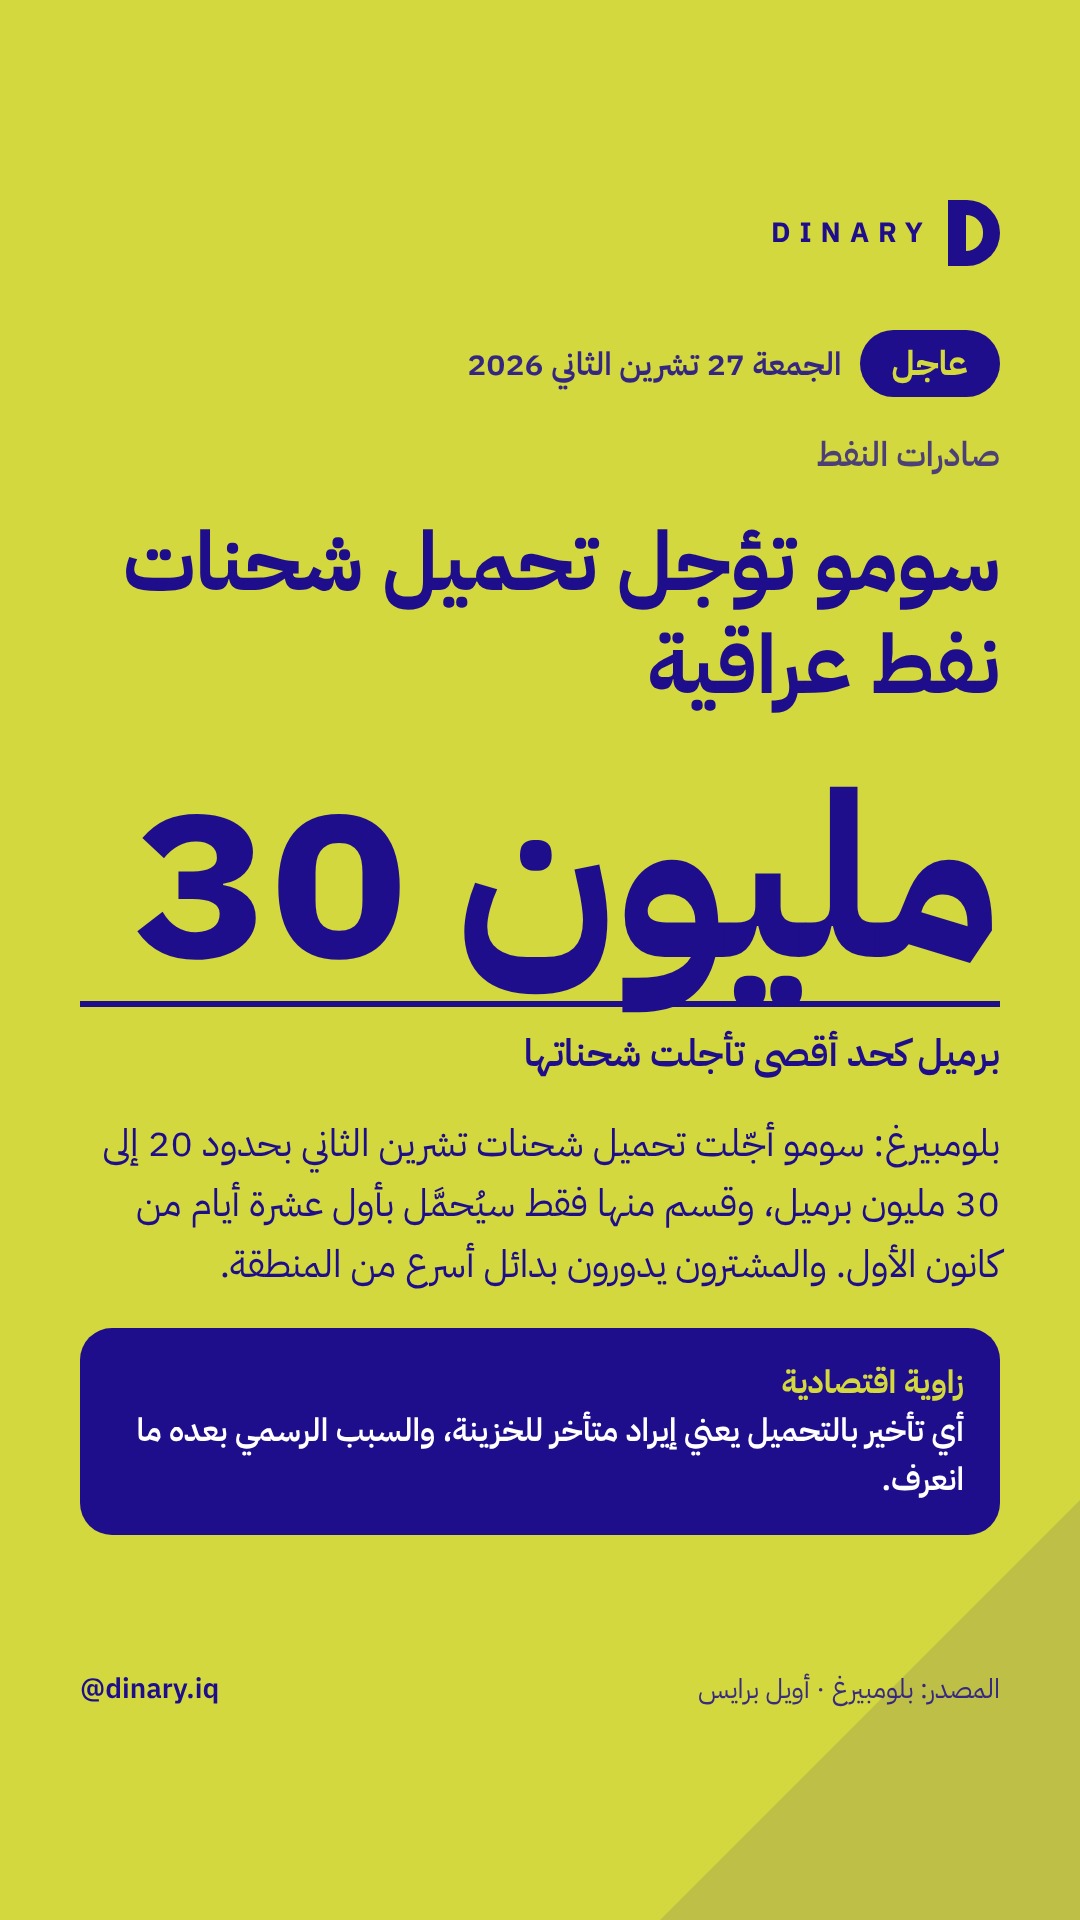 DINARY
عاجل الجمعة 27 تشرين الثاني 2026
صادرات النفط
سومو تؤجل تحميل شحنات
نفط عراقية
مليون 30
برميل كحد أقصى تأجلت شحناتها
بلومبيرغ: سومو أجّلت تحميل شحنات تشرين الثاني بحدود 20 إلى
30 مليون برميل، وقسم منها فقط سيُحمَّل بأول عشرة أيام من
كانون الأول. والمشترون يدورون بدائل أسرع من المنطقة.
زاوية اقتصادية
أي تأخير بالتحميل يعني إيراد متأخر للخزينة، والسبب الرسمي بعده ما
انعرف.
المصدر: بلومبيرغ · أويل برايس
@dinary.iq